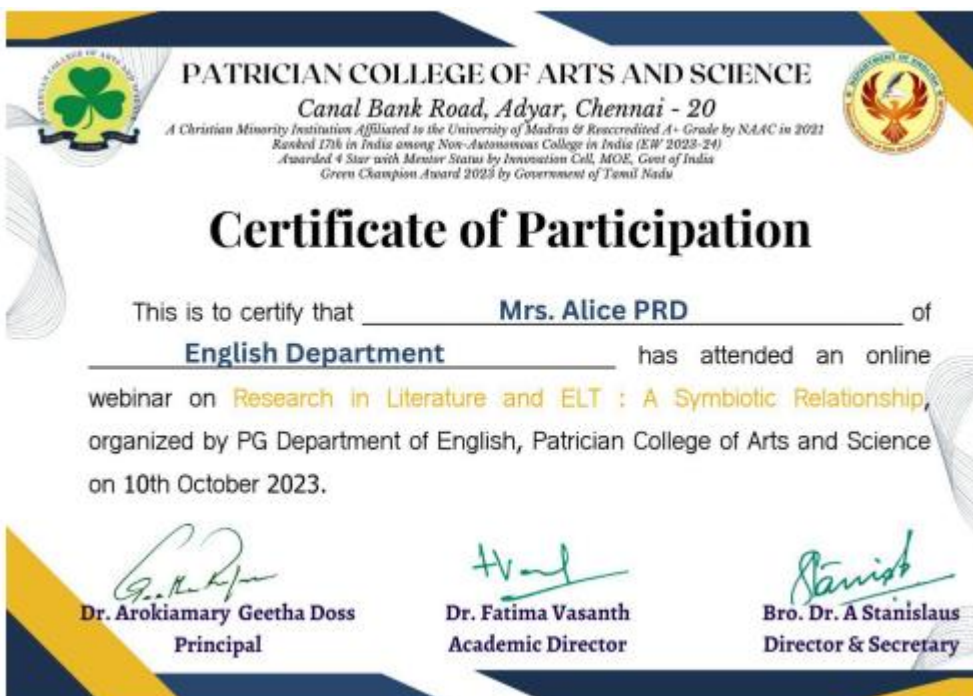 PATRICIAN COLLEGE OF ARTS AND SCIENCE
Canal Bank Road, Adyar, Chennai - 20
A Christian Minority Institution Affiliated to the University of Madras & Reaccredited A+ Grade by NAAC in 2021
Ranked 17th in India among Non-Autonomous College in India (EW 2023-24)
Awarded 4 Star with Mentor Status by Innovation Cell, MOE, Govt of India
Green Champion Award 2023 by Government of Tamil Nadu
Certificate of Participation
This is to certify that Mrs. Alice PRD of
English Department has attended an online
webinar on Research in Literature and ELT : A Symbiotic Relationship,
organized by PG Department of English, Patrician College of Arts and Science
on 10th October 2023.
Dr. Arokiamary Geetha Doss
Principal
Dr. Fatima Vasanth
Academic Director
Bro. Dr. A Stanislaus
Director & Secretary